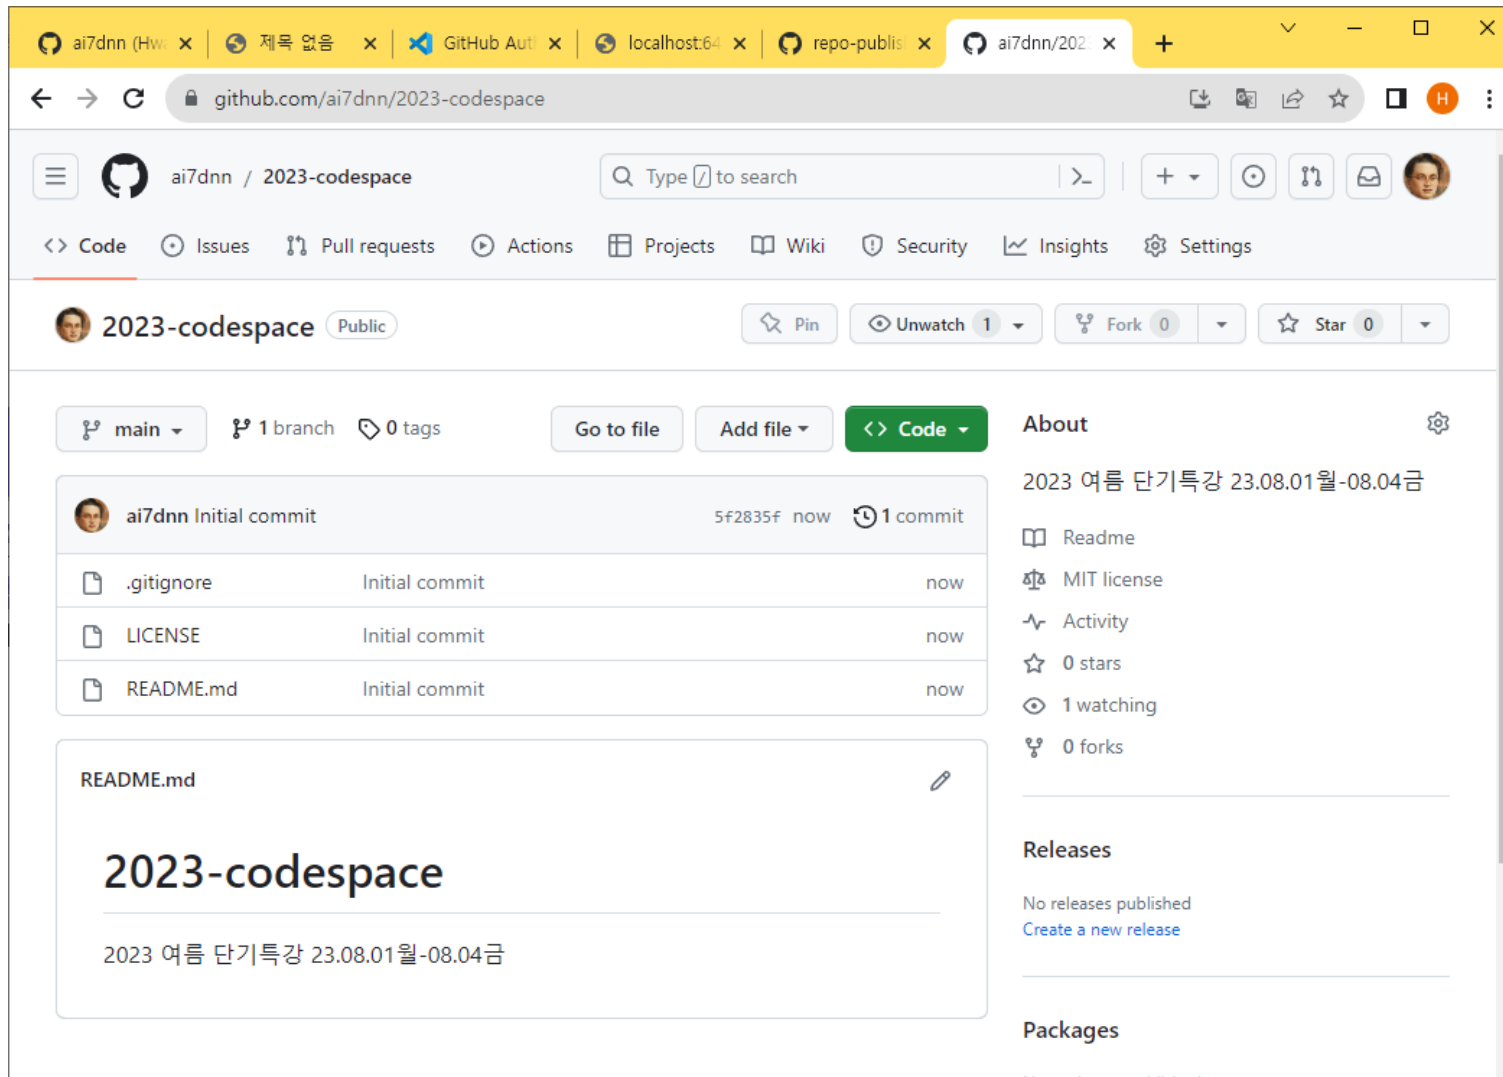 ai7dnn (Hw
제목 없음
GitHub Aut
localhost:64
repo-publis
ai7dnn/202
github.com/ai7dnn/2023-codespace
H
ai7dnn / 2023-codespace
Type / to search
Code
Issues
Pull requests
Actions
Projects
Wiki
Security
Insights
Settings
2023-codespace Public
Pin
Unwatch 1
Fork 0
Star 0
main
1 branch
0 tags
Go to file
Add file
<> Code
ai7dnn Initial commit
5f2835f now
1 commit
.gitignore Initial commit now
LICENSE Initial commit now
README.md Initial commit now
README.md
2023-codespace
2023 여름 단기특강 23.08.01월-08.04금
About
2023 여름 단기특강 23.08.01월-08.04금
Readme
MIT license
Activity
0 stars
1 watching
0 forks
Releases
No releases published
Create a new release
Packages